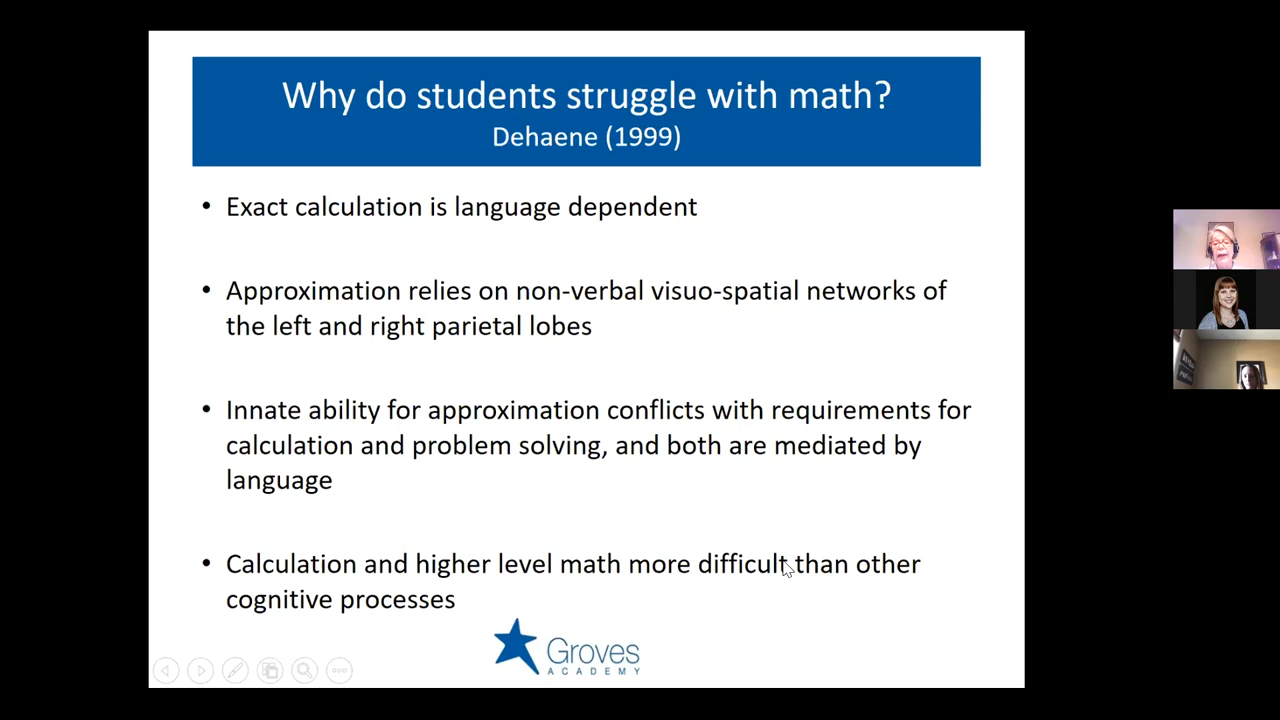 Why do students struggle with math?
Dehaene (1999)
• Exact calculation is language dependent
• Approximation relies on non-verbal visuo-spatial networks of
the left and right parietal lobes
• Innate ability for approximation conflicts with requirements for
calculation and problem solving, and both are mediated by
language
• Calculation and higher level math more difficult than other
cognitive processes
Groves
ACADEMY